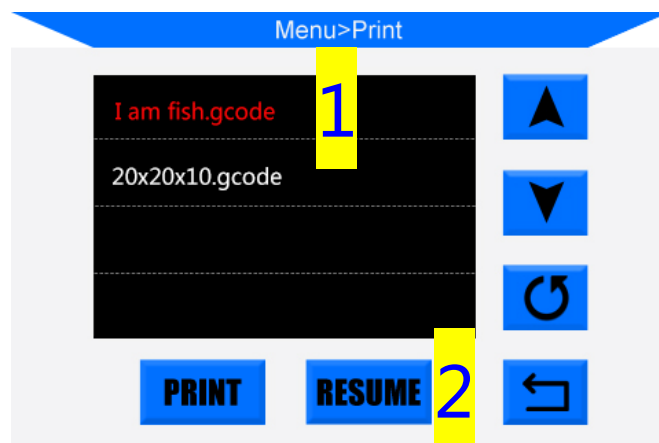 Menu>Print
I am fish.gcode
1
20x20x10.gcode
PRINT
RESUME
2